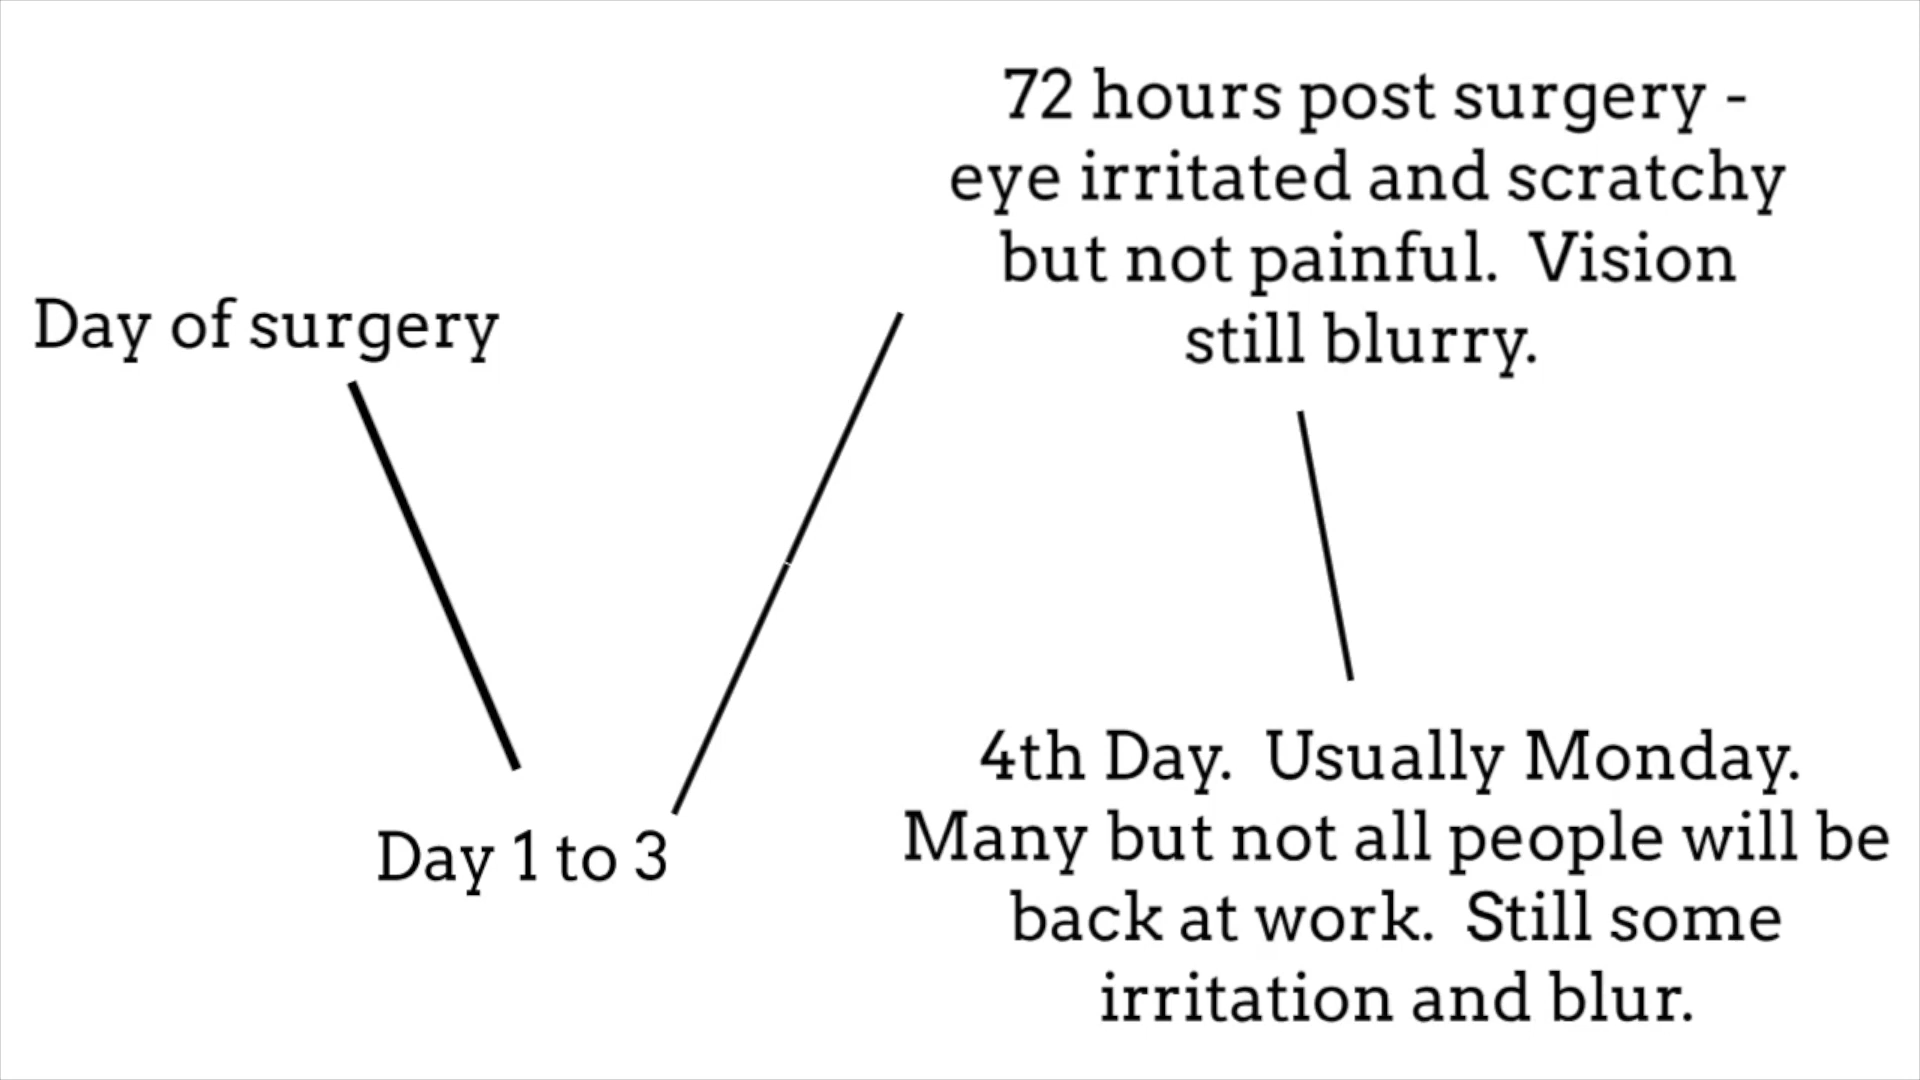 Day of surgery
Day 1 to 3
72 hours post surgery -
eye irritated and scratchy
but not painful.  Vision
still blurry.
4th Day.  Usually Monday.
Many but not all people will be
back at work.  Still some
irritation and blur.